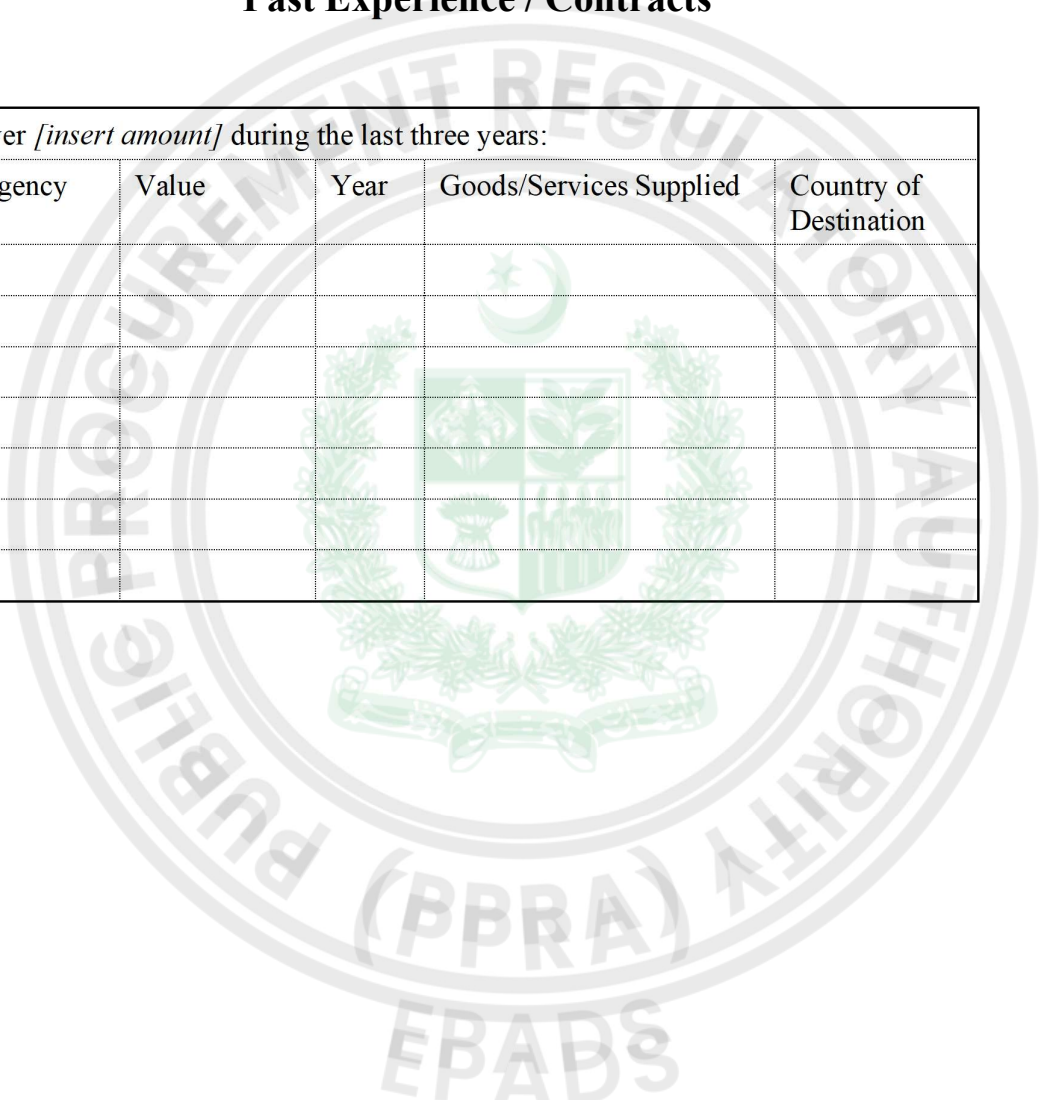 Past Experience / Contracts
er [insert amount] during the last three years:
gency Value Year Goods/Services Supplied Country of
Destination
PUBLIC PROCUREMENT REGULATORY AUTHORITY
(PPRA)
EPADS